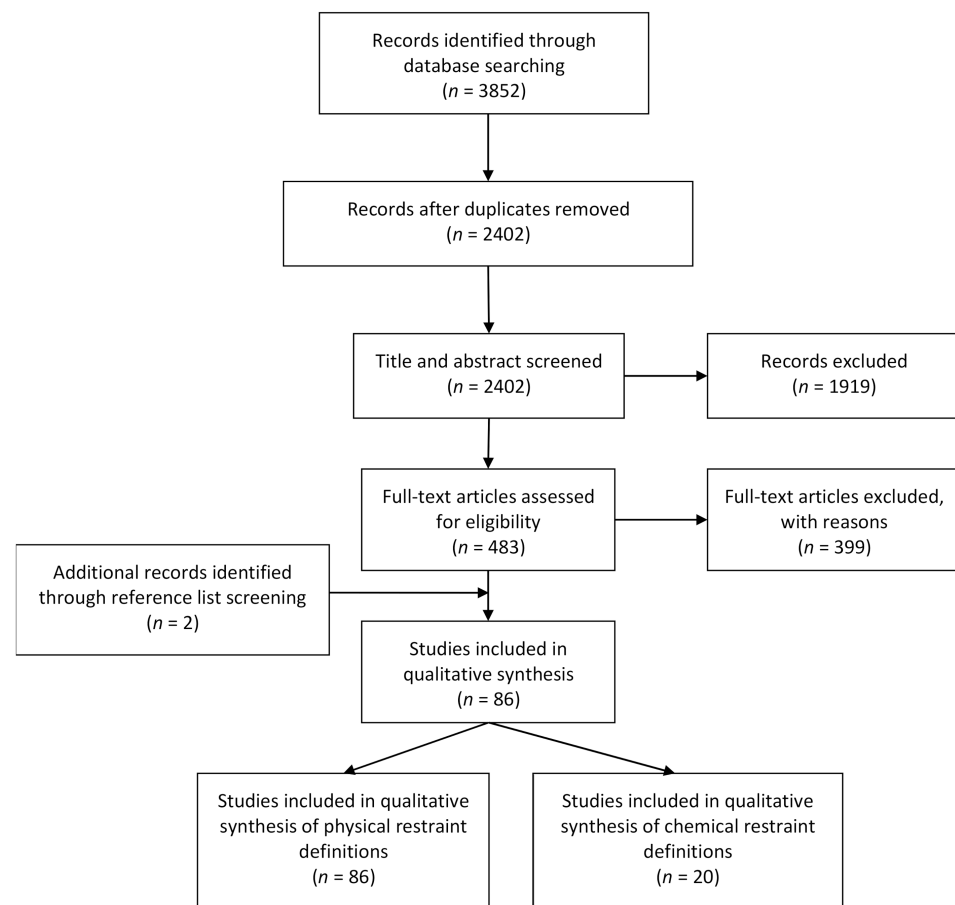 Records identified through
database searching
(n = 3852)
Records after duplicates removed
(n = 2402)
Title and abstract screened
(n = 2402)
Records excluded
(n = 1919)
Full-text articles assessed
for eligibility
(n = 483)
Full-text articles excluded,
with reasons
(n = 399)
Additional records identified
through reference list screening
(n = 2)
Studies included in
qualitative synthesis
(n = 86)
Studies included in qualitative
synthesis of physical restraint
definitions
(n = 86)
Studies included in qualitative
synthesis of chemical restraint
definitions
(n = 20)